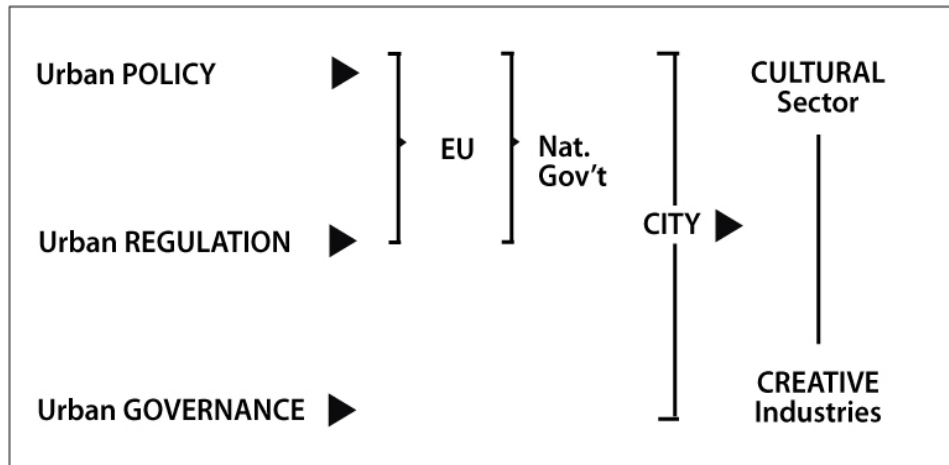 Urban POLICY
Urban REGULATION
Urban GOVERNANCE
EU
Nat.
Gov't
CITY
CULTURAL
Sector
CREATIVE
Industries